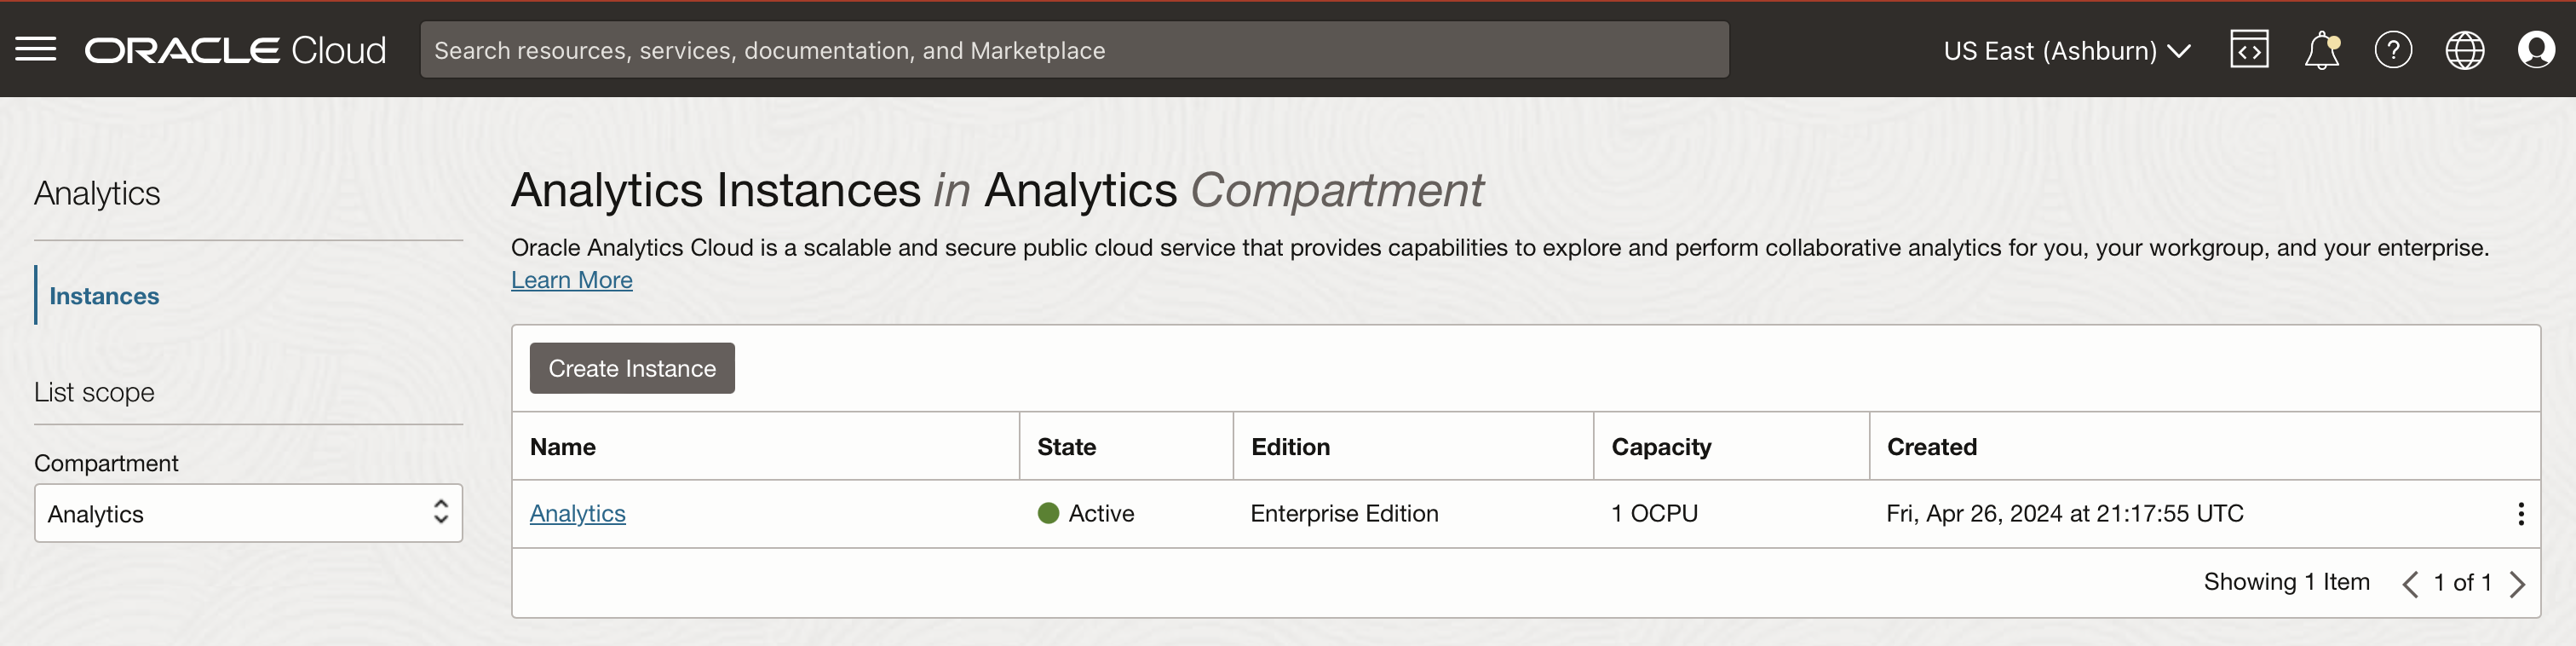 ORACLE Cloud
Search resources, services, documentation, and Marketplace
US East (Ashburn)
Analytics
Instances
List scope
Compartment
Analytics
Analytics Instances in Analytics Compartment
Oracle Analytics Cloud is a scalable and secure public cloud service that provides capabilities to explore and perform collaborative analytics for you, your workgroup, and your enterprise.
Learn More
Create Instance
Name State Edition Capacity Created
Analytics Active Enterprise Edition 1 OCPU Fri, Apr 26, 2024 at 21:17:55 UTC
Showing 1 Item 1 of 1